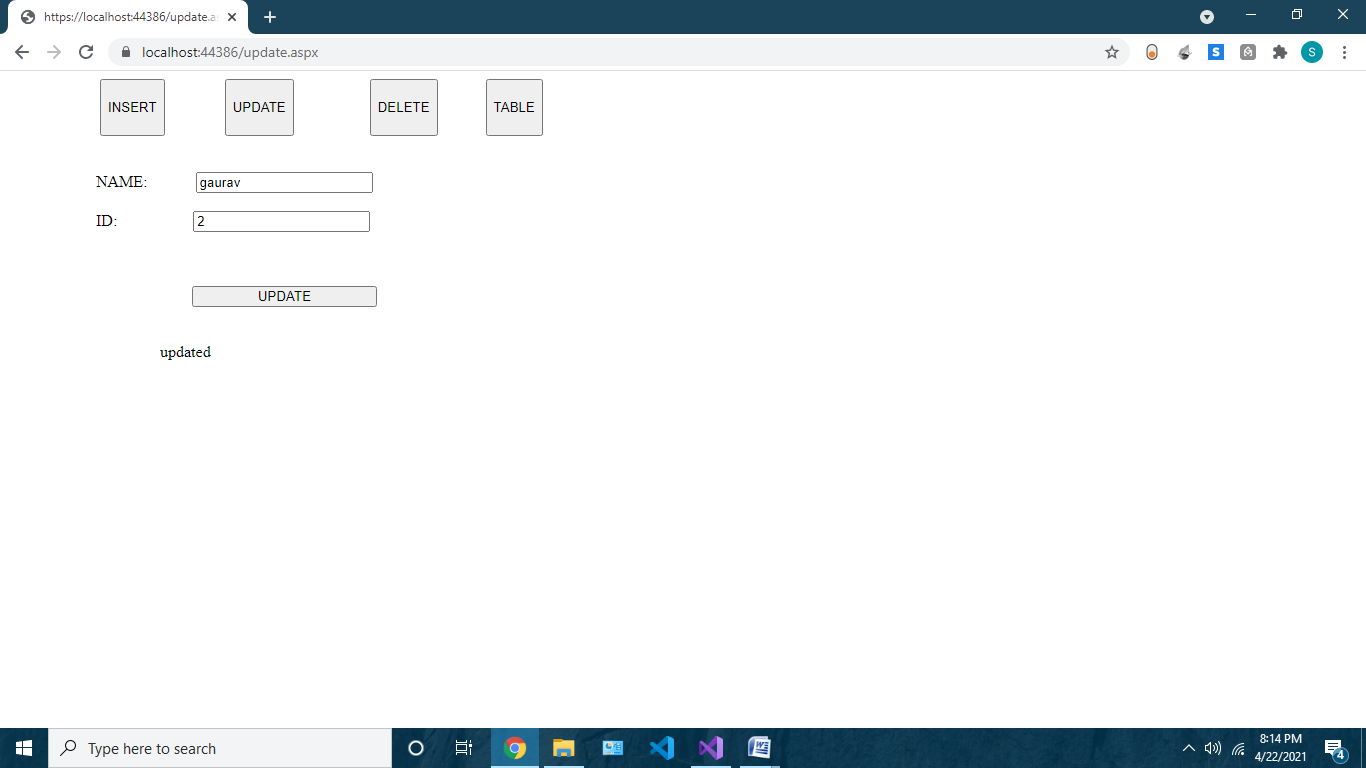 https://localhost:44386/update.a
localhost:44386/update.aspx
S
S
INSERT UPDATE DELETE TABLE
NAME: gaurav
ID: 2
UPDATE
updated
Type here to search
8:14 PM
4/22/2021
4